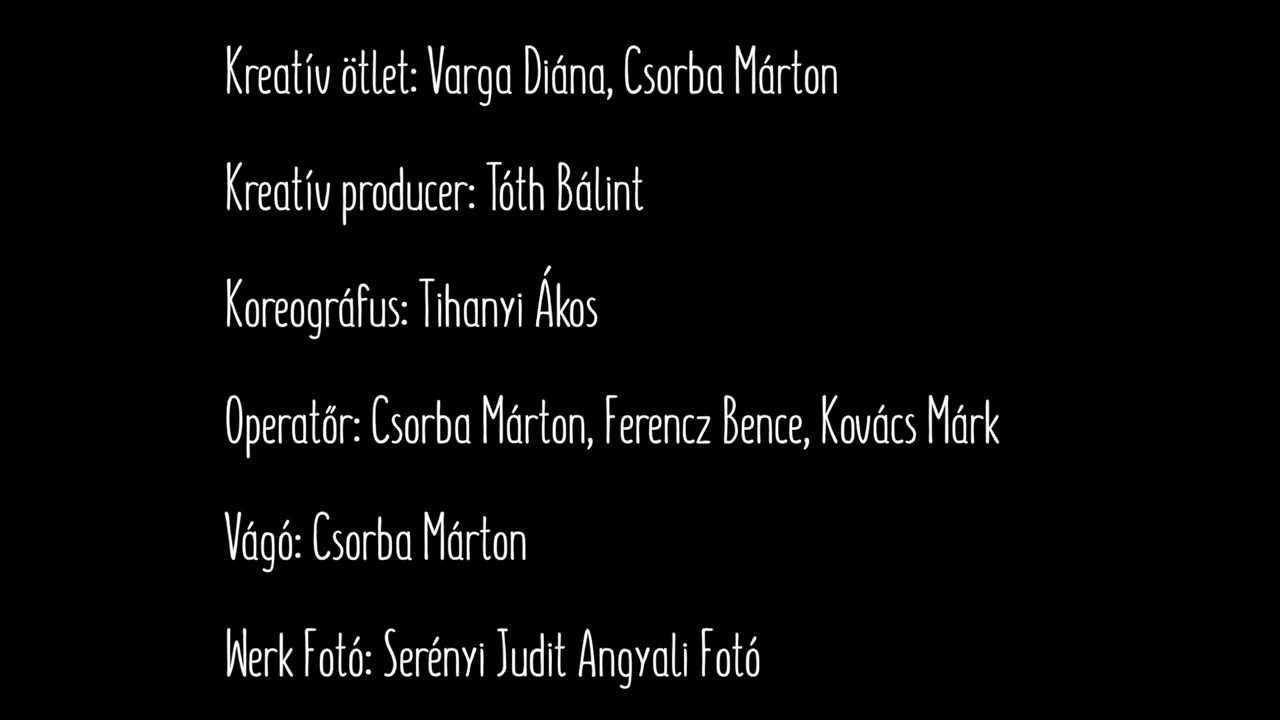 Kreatív ötlet: Varga Diána, Csorba Márton
Kreatív producer: Tóth Bálint
Koreográfus: Tihanyi Ákos
Operatőr: Csorba Márton, Ferencz Bence, Kovács Márk
Vágó: Csorba Márton
Werk Fotó: Serényi Judit Angyali Fotó